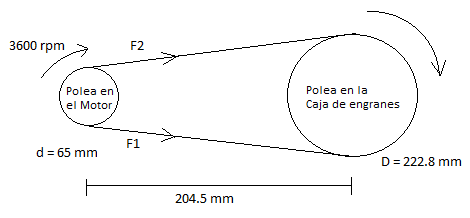 3600 rpm
F2
Polea en
el Motor
Polea en la
Caja de engranes
F1
d = 65 mm
D = 222.8 mm
204.5 mm